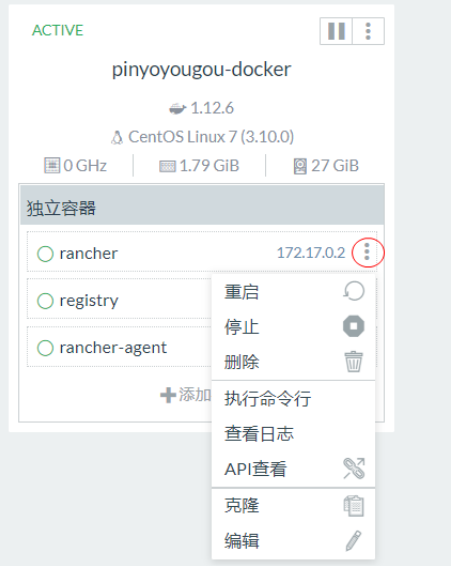 ACTIVE
pinyoyougou-docker
1.12.6
CentOS Linux 7 (3.10.0)
0 GHz 1.79 GiB 27 GiB
独立容器
rancher 172.17.0.2
registry
rancher-agent
添加
重启
停止
删除
执行命令行
查看日志
API查看
克隆
编辑